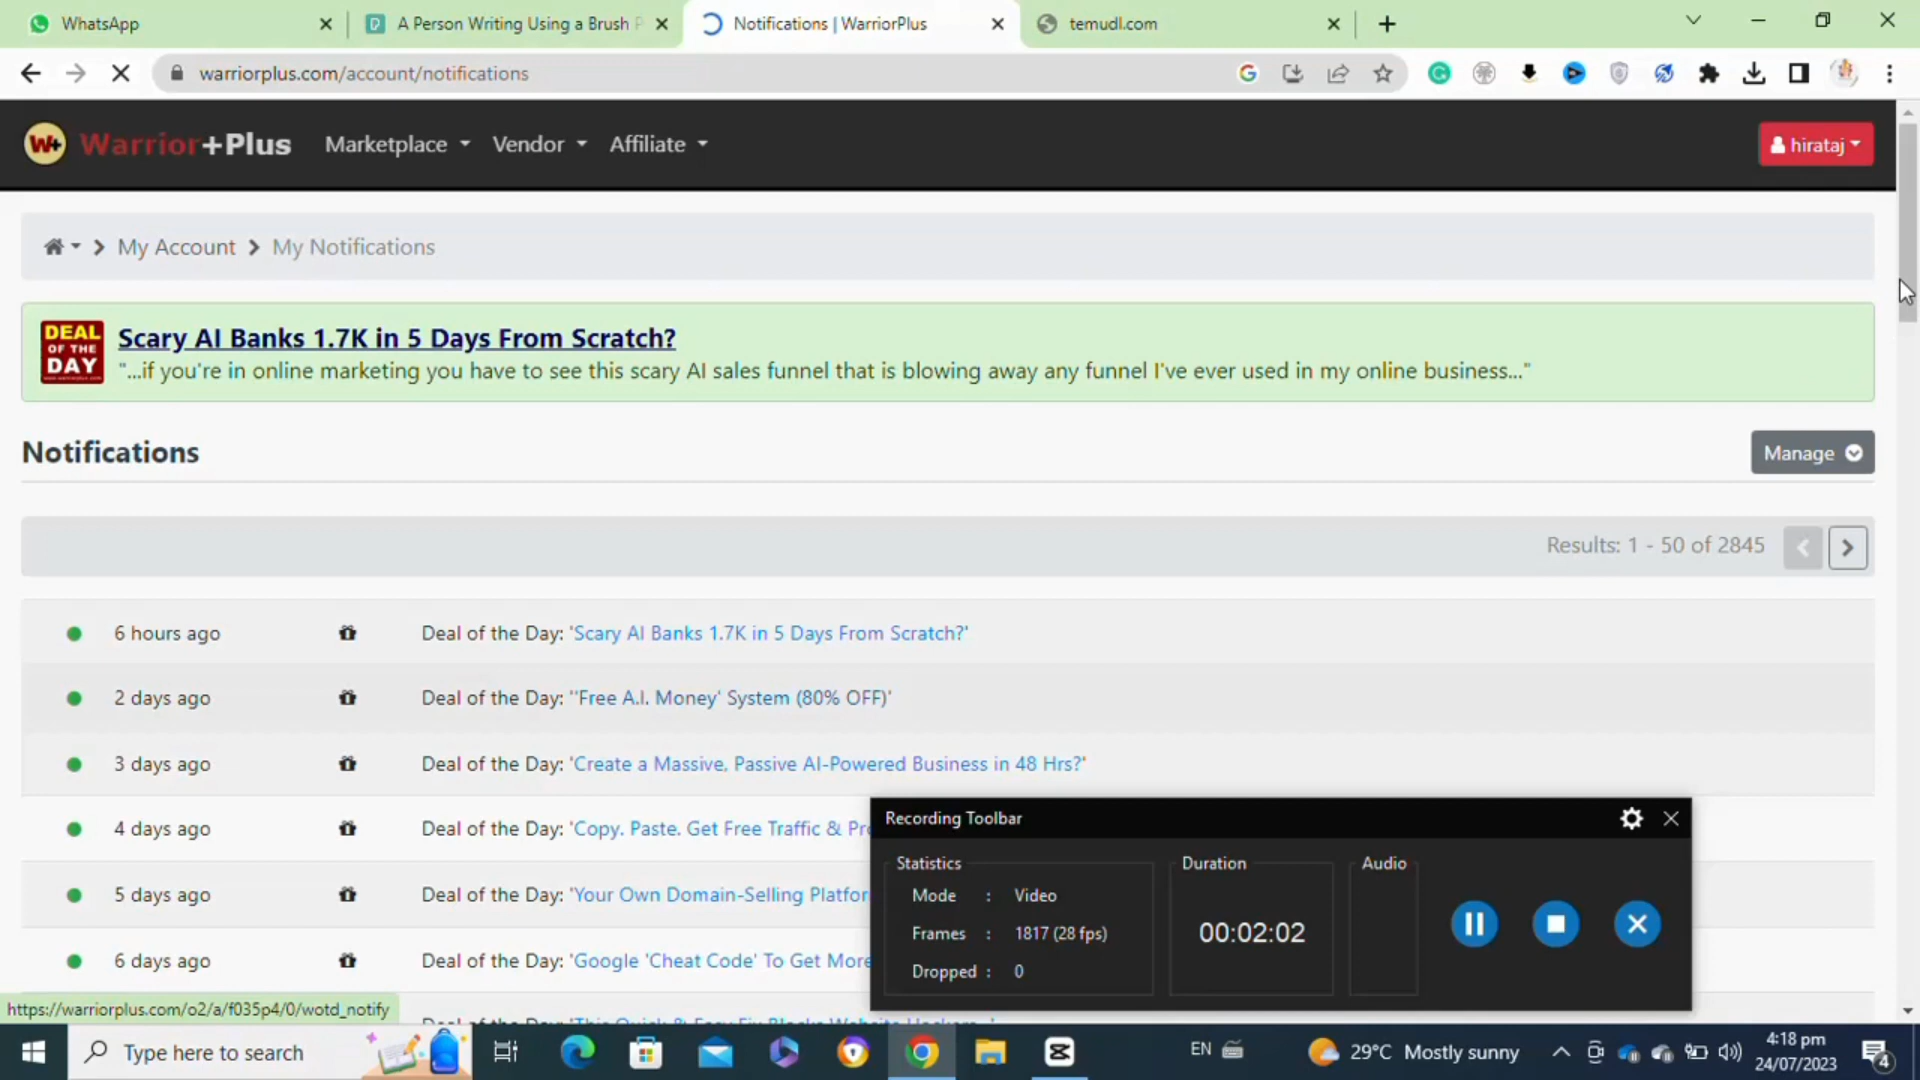 WhatsApp
A Person Writing Using a Brush P
Notifications | WarriorPlus
temudl.com
warriorplus.com/account/notifications
W+ Warrior+Plus
Marketplace
Vendor
Affiliate
hirataj
My Account
My Notifications
DEAL OF THE DAY
Scary AI Banks 1.7K in 5 Days From Scratch?
"...if you're in online marketing you have to see this scary AI sales funnel that is blowing away any funnel I've ever used in my online business..."
Notifications
Manage
Results: 1 - 50 of 2845
6 hours ago Deal of the Day: 'Scary AI Banks 1.7K in 5 Days From Scratch?'
2 days ago Deal of the Day: ''Free A.I. Money' System (80% OFF)'
3 days ago Deal of the Day: 'Create a Massive, Passive AI-Powered Business in 48 Hrs?'
4 days ago Deal of the Day: 'Copy. Paste. Get Free Traffic & Pr
5 days ago Deal of the Day: 'Your Own Domain-Selling Platfor
6 days ago Deal of the Day: 'Google 'Cheat Code' To Get More
Recording Toolbar
Statistics
Mode : Video
Frames : 1817 (28 fps)
Dropped : 0
Duration
00:02:02
Audio
https://warriorplus.com/o2/a/f035p4/0/wotd_notify
Type here to search
EN
29°C Mostly sunny
4:18 pm
24/07/2023
4